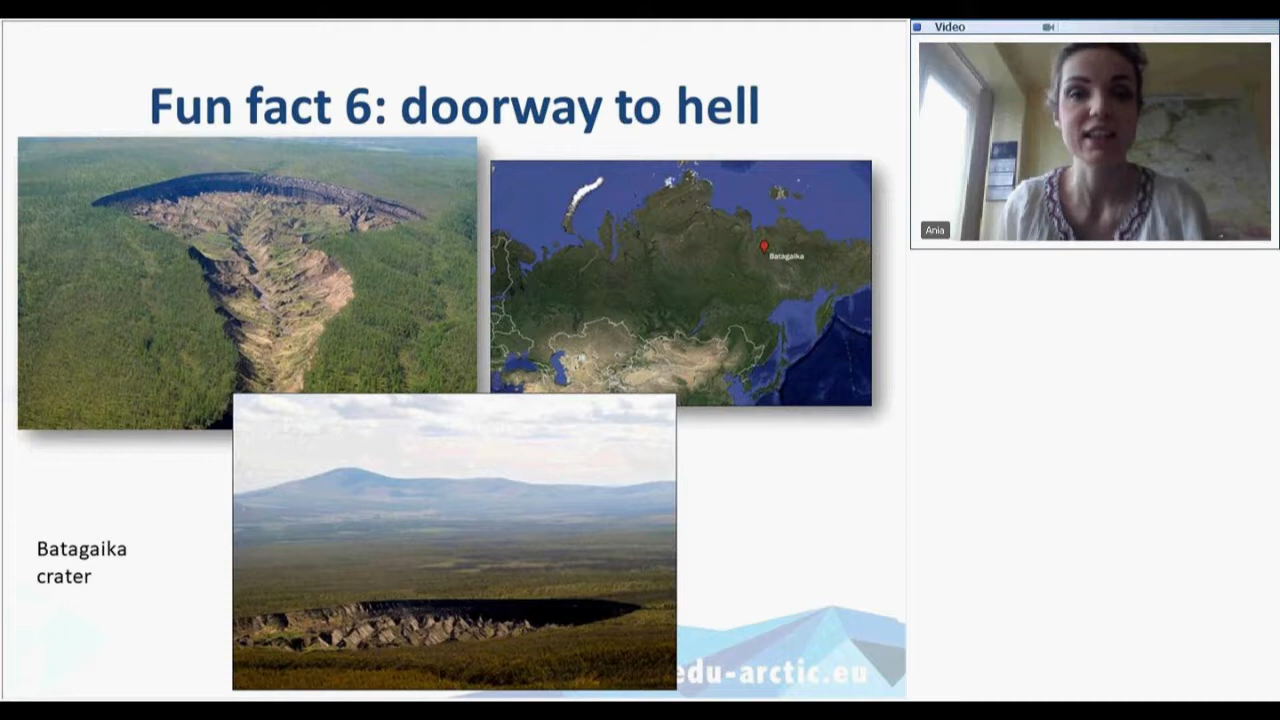 Fun fact 6: doorway to hell
Video
Ania
Batagaika
Batagaika
crater
edu-arctic.eu